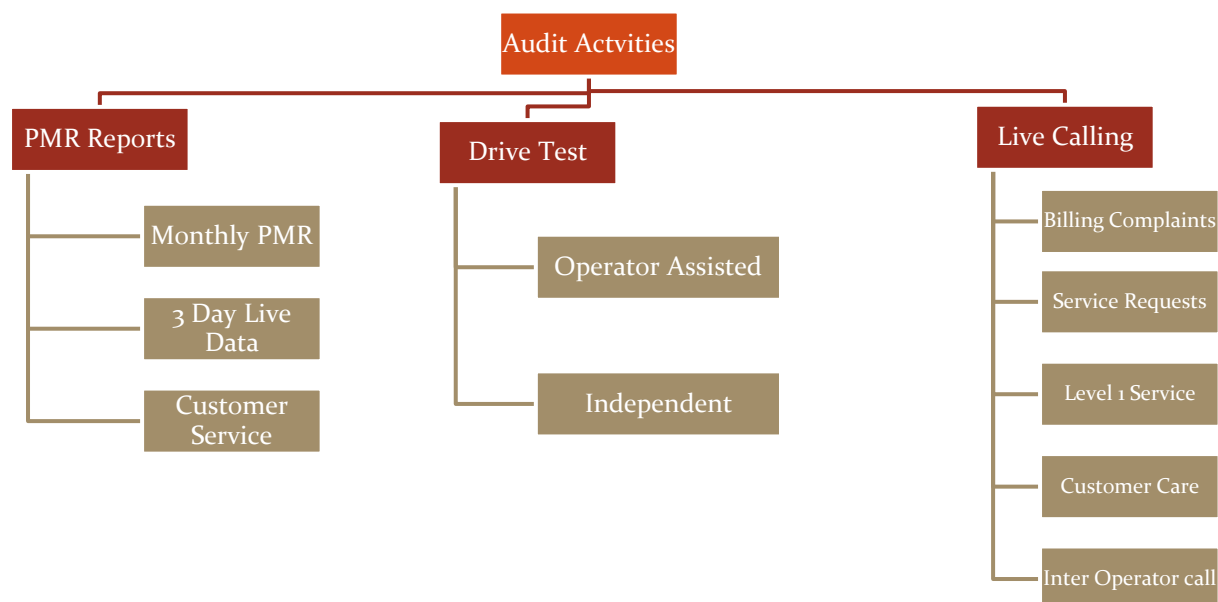 Audit Actvities
PMR Reports
Monthly PMR
3 Day Live
Data
Customer
Service
Drive Test
Operator Assisted
Independent
Live Calling
Billing Complaints
Service Requests
Level 1 Service
Customer Care
Inter Operator call